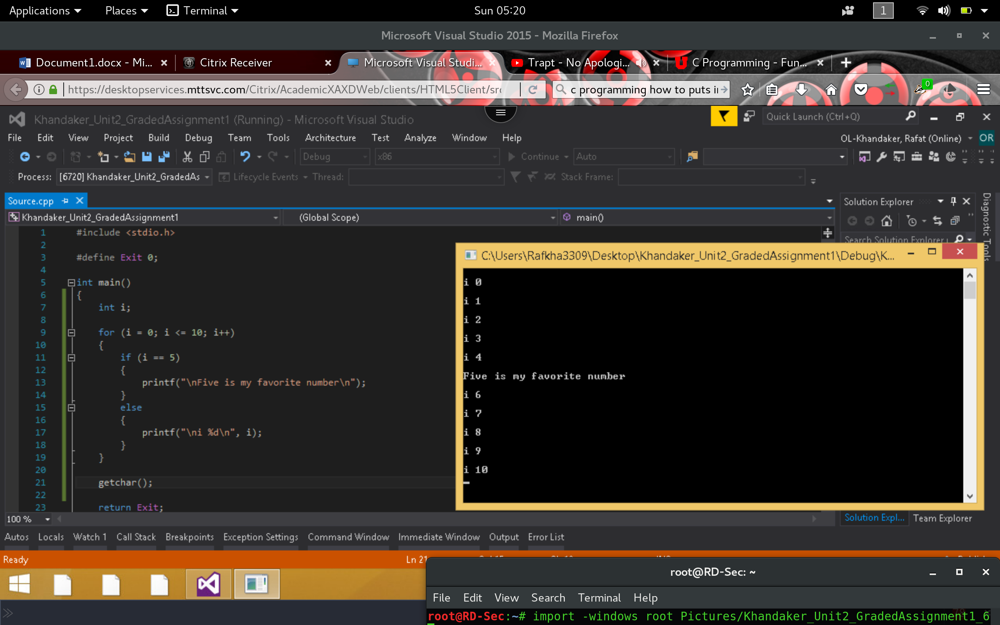 Applications Places Terminal Sun 05:20 1
Microsoft Visual Studio 2015 - Mozilla Firefox
Document1.docx - Mi... Citrix Receiver Microsoft Visual Studi... Trapt - No Apologi... C Programming - Fun...
https://desktopservices.mttsvc.com/Citrix/AcademicXAXDWeb/clients/HTML5Client/src c programming how to puts i 0
Khandaker_Unit2_GradedAssignment1 (Running) - Microsoft Visual Studio Quick Launch (Ctrl+Q)
File Edit View Project Build Debug Team Tools Architecture Test Analyze Window Help OL-Khandaker, Rafat (Online) OR
Debug x86 Continue Auto
Process: [6720] Khandaker_Unit2_GradedAs Lifecycle Events Thread: Stack Frame:
Source.cpp Solution Explorer
Khandaker_Unit2_GradedAssignment1 (Global Scope) main()
Diagnostic Tools
Search Solution Explorer
1 #include <stdio.h>
2
3 #define Exit 0;
4
5 int main()
6 {
7 int i;
8
9 for (i = 0; i <= 10; i++)
10 {
11 if (i == 5)
12 {
13 printf("\nFive is my favorite number\n");
14 }
15 else
16 {
17 printf("\ni %d\n", i);
18 }
19 }
20
21 getchar();
22
23 return Exit;
C:\Users\Rafkha3309\Desktop\Khandaker_Unit2_GradedAssignment1\Debug\K...
i 0
i 1
i 2
i 3
i 4
Five is my favorite number
i 6
i 7
i 8
i 9
i 10
100 % Solution Expl... Team Explorer
Autos Locals Watch 1 Call Stack Breakpoints Exception Settings Command Window Immediate Window Output Error List
Ready Ln 21
root@RD-Sec: ~
File Edit View Search Terminal Help
root@RD-Sec:~# import -windows root Pictures/Khandaker_Unit2_GradedAssignment1_6